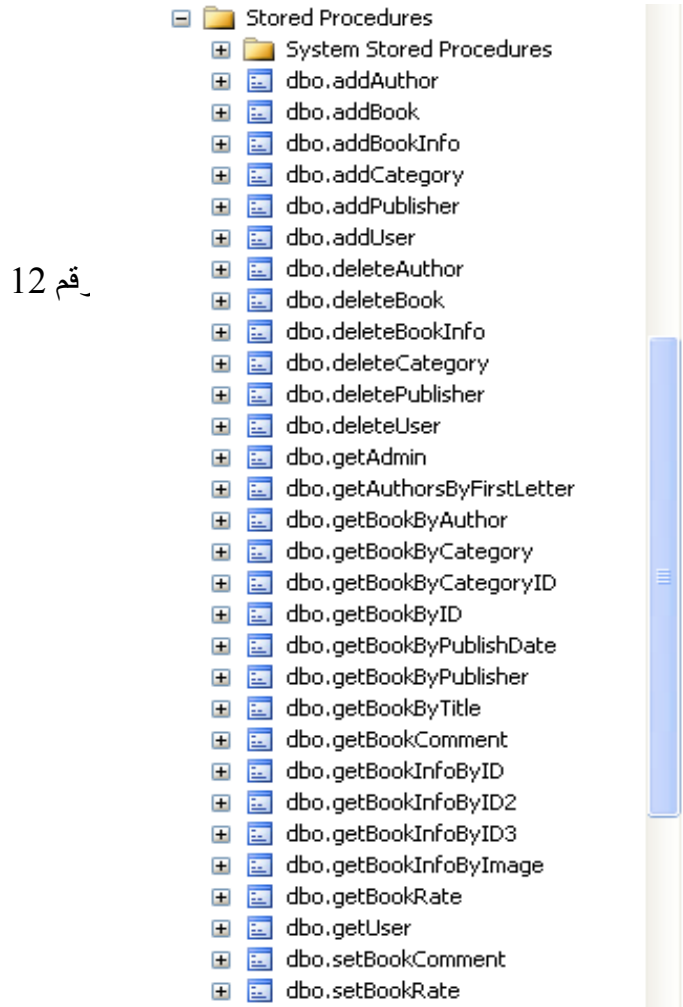 Stored Procedures
System Stored Procedures
dbo.addAuthor
dbo.addBook
dbo.addBookInfo
dbo.addCategory
dbo.addPublisher
dbo.addUser
dbo.deleteAuthor
رقم 12
dbo.deleteBook
dbo.deleteBookInfo
dbo.deleteCategory
dbo.deletePublisher
dbo.deleteUser
dbo.getAdmin
dbo.getAuthorsByFirstLetter
dbo.getBookByAuthor
dbo.getBookByCategory
dbo.getBookByCategoryID
dbo.getBookByID
dbo.getBookByPublishDate
dbo.getBookByPublisher
dbo.getBookByTitle
dbo.getBookComment
dbo.getBookInfoByID
dbo.getBookInfoByID2
dbo.getBookInfoByID3
dbo.getBookInfoByImage
dbo.getBookRate
dbo.getUser
dbo.setBookComment
dbo.setBookRate